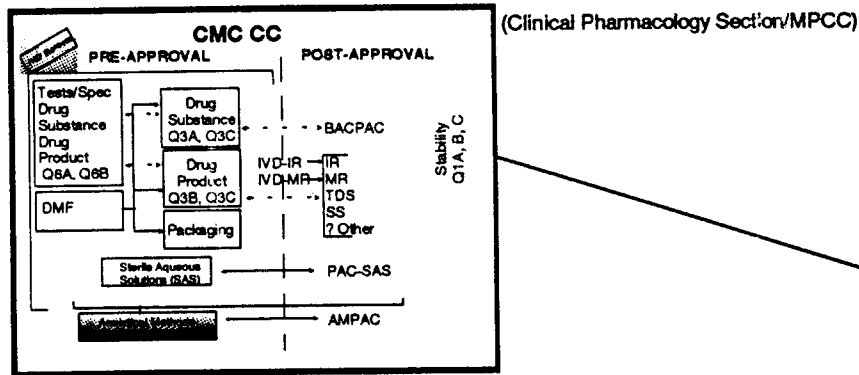 (Clinical Pharmacology Section/MPCC)
CMC CC
PRE-APPROVAL
POST-APPROVAL
Tests/Spec
Drug
Substance
Drug
Product
Q6A, Q6B
DMF
Drug
Substance
Q3A, Q3C
Drug
Product
Q3B, Q3C
Packaging
BACPAC
IVD-IR
IR
IVD-MR
MR
TDS
SS
? Other
Stability
Q1A, B, C
Sterile Aqueous
Solutions (SAS)
PAC-SAS
Analytical Methods
AMPAC